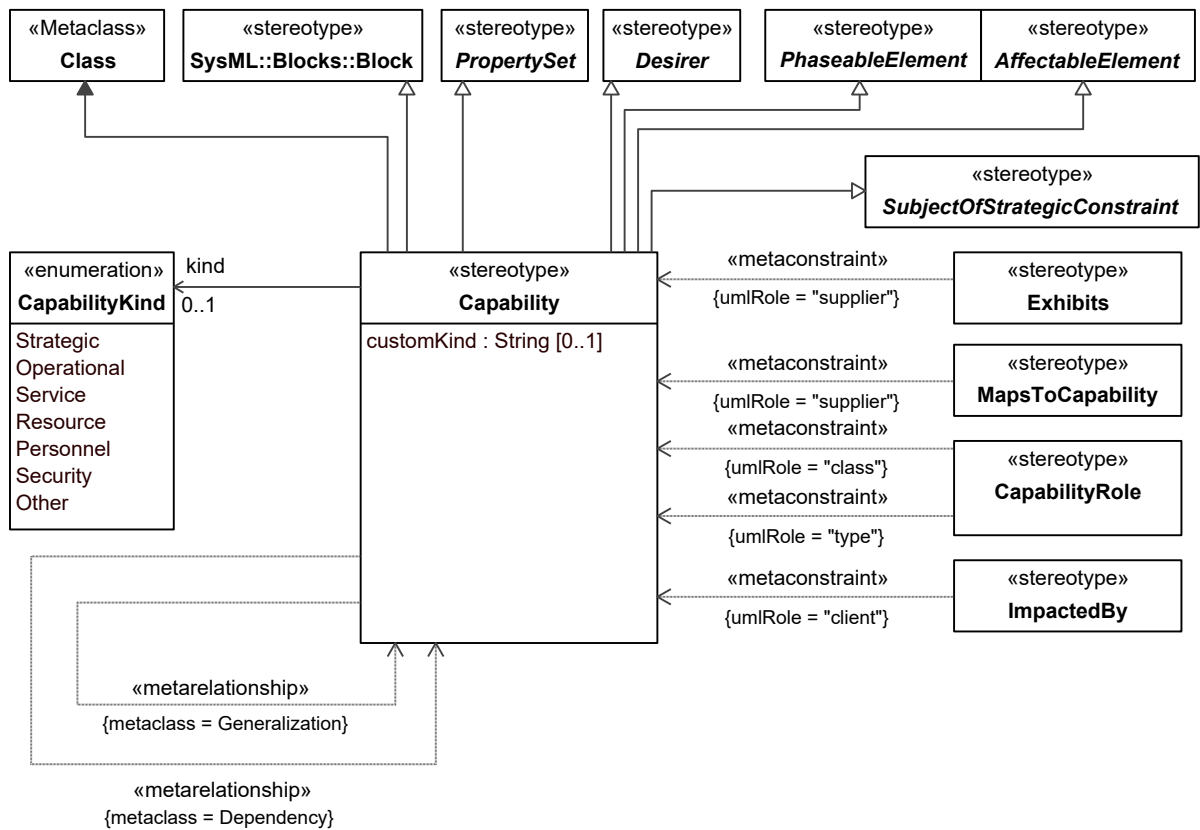 «Metaclass»
Class
«stereotype»
SysML::Blocks::Block
«stereotype»
PropertySet
«stereotype»
Desirer
«stereotype»
PhaseableElement
«stereotype»
AffectableElement
«stereotype»
SubjectOfStrategicConstraint
«enumeration»
CapabilityKind
Strategic
Operational
Service
Resource
Personnel
Security
Other
kind
0..1
«stereotype»
Capability
customKind : String [0..1]
«metaconstraint»
{umlRole = "supplier"}
«stereotype»
Exhibits
«metaconstraint»
{umlRole = "supplier"}
«stereotype»
MapsToCapability
«metaconstraint»
{umlRole = "class"}
«stereotype»
CapabilityRole
«metaconstraint»
{umlRole = "type"}
«metaconstraint»
{umlRole = "client"}
«stereotype»
ImpactedBy
«metarelationship»
{metaclass = Generalization}
«metarelationship»
{metaclass = Dependency}